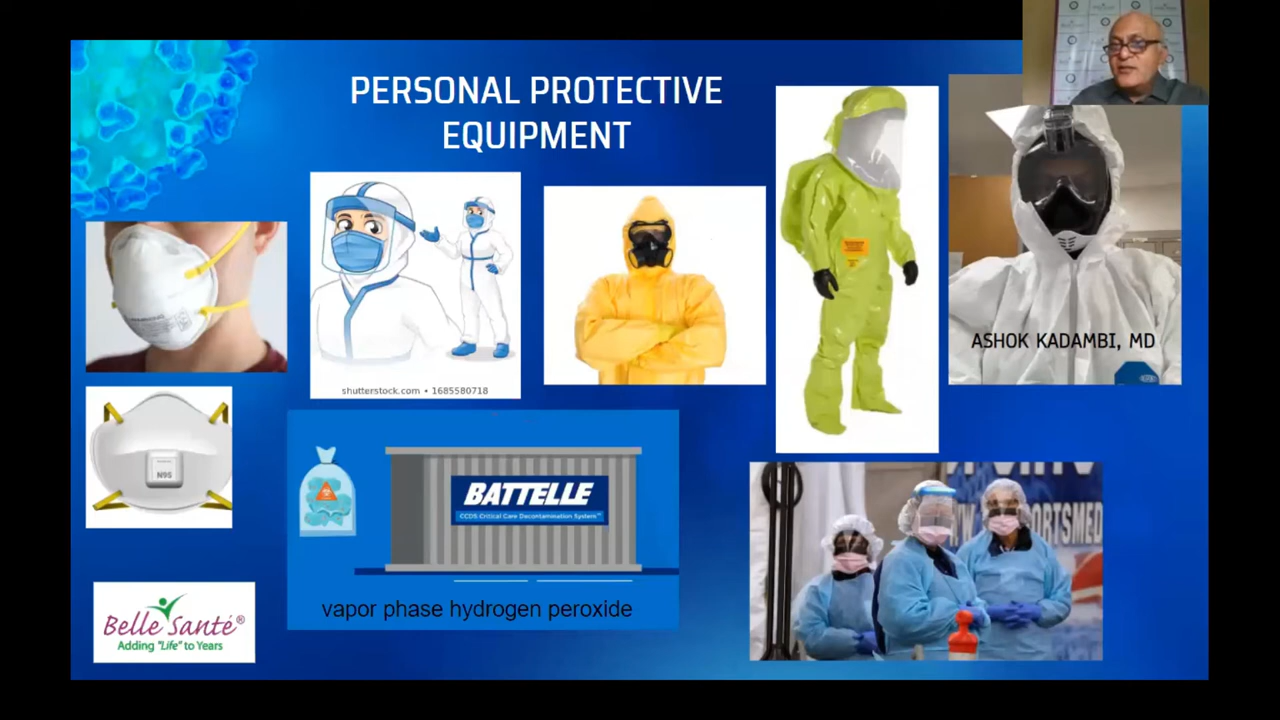 PERSONAL PROTECTIVE
EQUIPMENT
shutterstock.com • 1685580718
ASHOK KADAMBI, MD
N95
BATTELLE
CCDS Critical Care Decontamination System™
vapor phase hydrogen peroxide
ORTSMED
Belle Santé®
Adding "Life" to Years